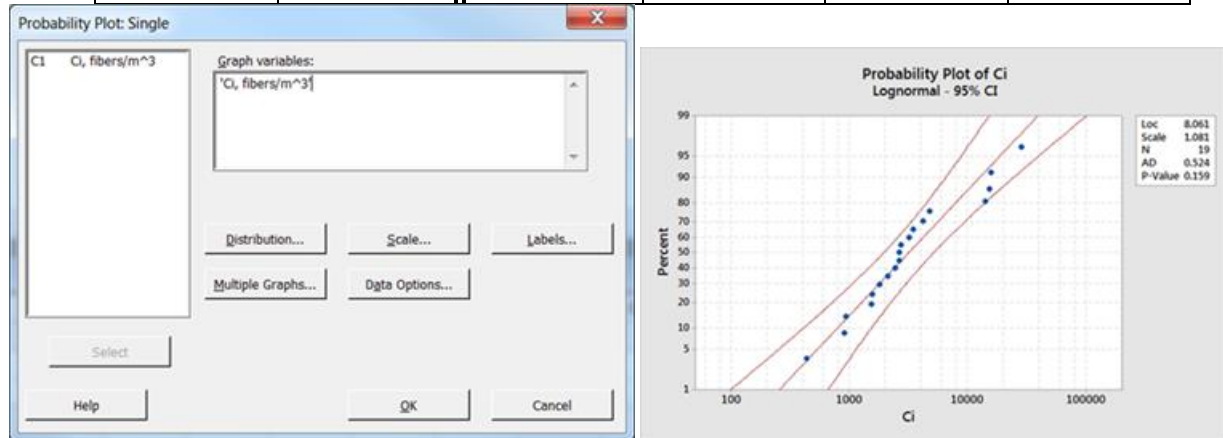 Probability Plot: Single
C1 Ci, fibers/m^3
Graph variables:
'Ci, fibers/m^3'
Distribution...
Scale...
Labels...
Multiple Graphs...
Data Options...
Select
Help
OK
Cancel
Probability Plot of Ci
Lognormal - 95% CI
99
95
90
80
70
60
50
40
30
20
10
5
1
Percent
100 1000 10000 100000
Ci
Loc 8.061
Scale 1.081
N 19
AD 0.524
P-Value 0.159